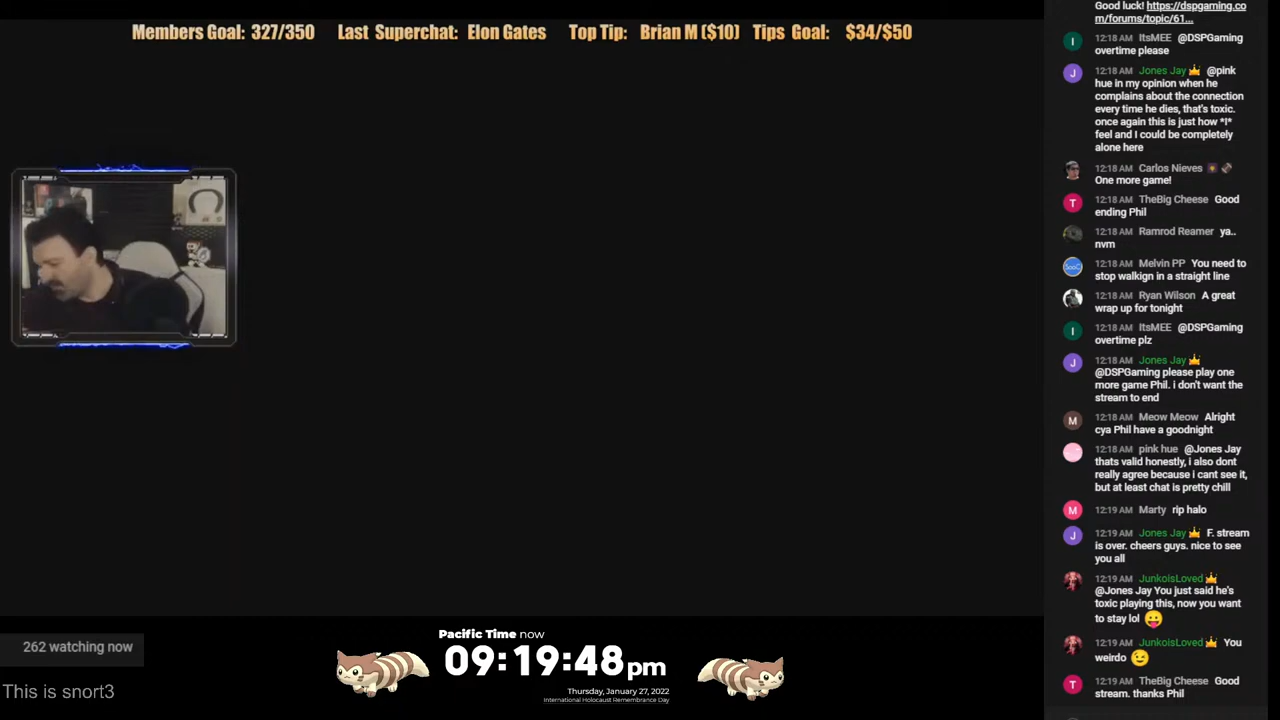 Members Goal: 327/350 Last Superchat: Elon Gates Top Tip: Brian M ($10) Tips Goal: $34/$50
262 watching now
This is snort3
Pacific Time now
09:19:48pm
Thursday, January 27, 2022
International Holocaust Remembrance Day
Good luck! https://dspgaming.co
m/forums/topic/61...
12:18 AM ItsMEE @DSPGaming
overtime please
12:18 AM Jones Jay @pink
hue in my opinion when he
complains about the connection
every time he dies, that's toxic.
once again this is just how *I*
feel and I could be completely
alone here
12:18 AM Carlos Nieves
One more game!
12:18 AM TheBig Cheese Good
ending Phil
12:18 AM Ramrod Reamer ya..
nvm
12:18 AM Melvin PP You need to
stop walkign in a straight line
12:18 AM Ryan Wilson A great
wrap up for tonight
12:18 AM ItsMEE @DSPGaming
overtime plz
12:18 AM Jones Jay
@DSPGaming please play one
more game Phil. i don't want the
stream to end
12:18 AM Meow Meow Alright
cya Phil have a goodnight
12:18 AM pink hue @Jones Jay
thats valid honestly, i also dont
really agree because i cant see it,
but at least chat is pretty chill
12:19 AM Marty rip halo
12:19 AM Jones Jay F. stream
is over. cheers guys. nice to see
you all
12:19 AM JunkoisLoved
@Jones Jay You just said he's
toxic playing this, now you want
to stay lol
12:19 AM JunkoisLoved You
weirdo
12:19 AM TheBig Cheese Good
stream. thanks Phil